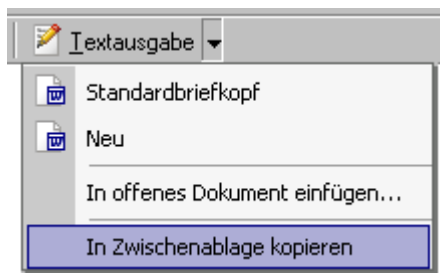 Textausgabe
Standardbriefkopf
Neu
In offenes Dokument einfügen...
In Zwischenablage kopieren